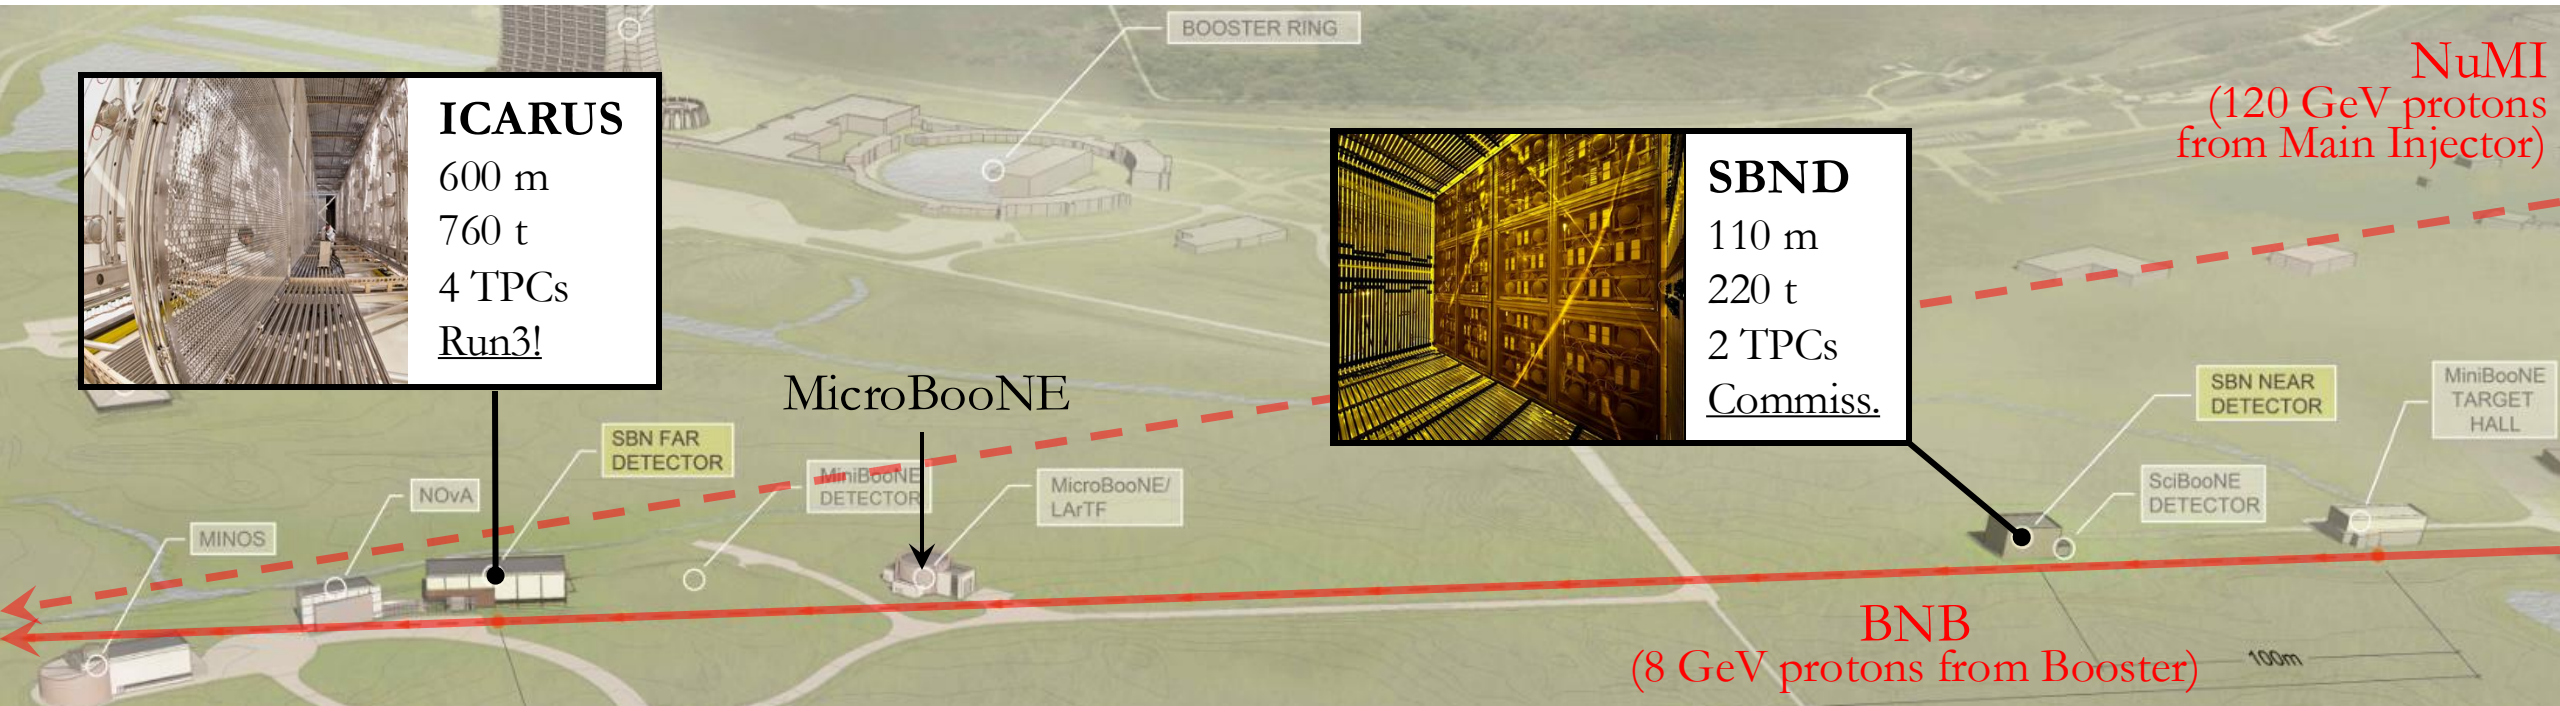 BOOSTER RING
NuMI
(120 GeV protons
from Main Injector)
ICARUS
600 m
760 t
4 TPCs
Run3!
SBND
110 m
220 t
2 TPCs
Commiss.
MicroBooNE
SBN FAR
DETECTOR
MiniBooNE
DETECTOR
MicroBooNE/
LArTF
NOvA
MINOS
SBN NEAR
DETECTOR
MiniBooNE
TARGET
HALL
SciBooNE
DETECTOR
BNB
(8 GeV protons from Booster)
100m